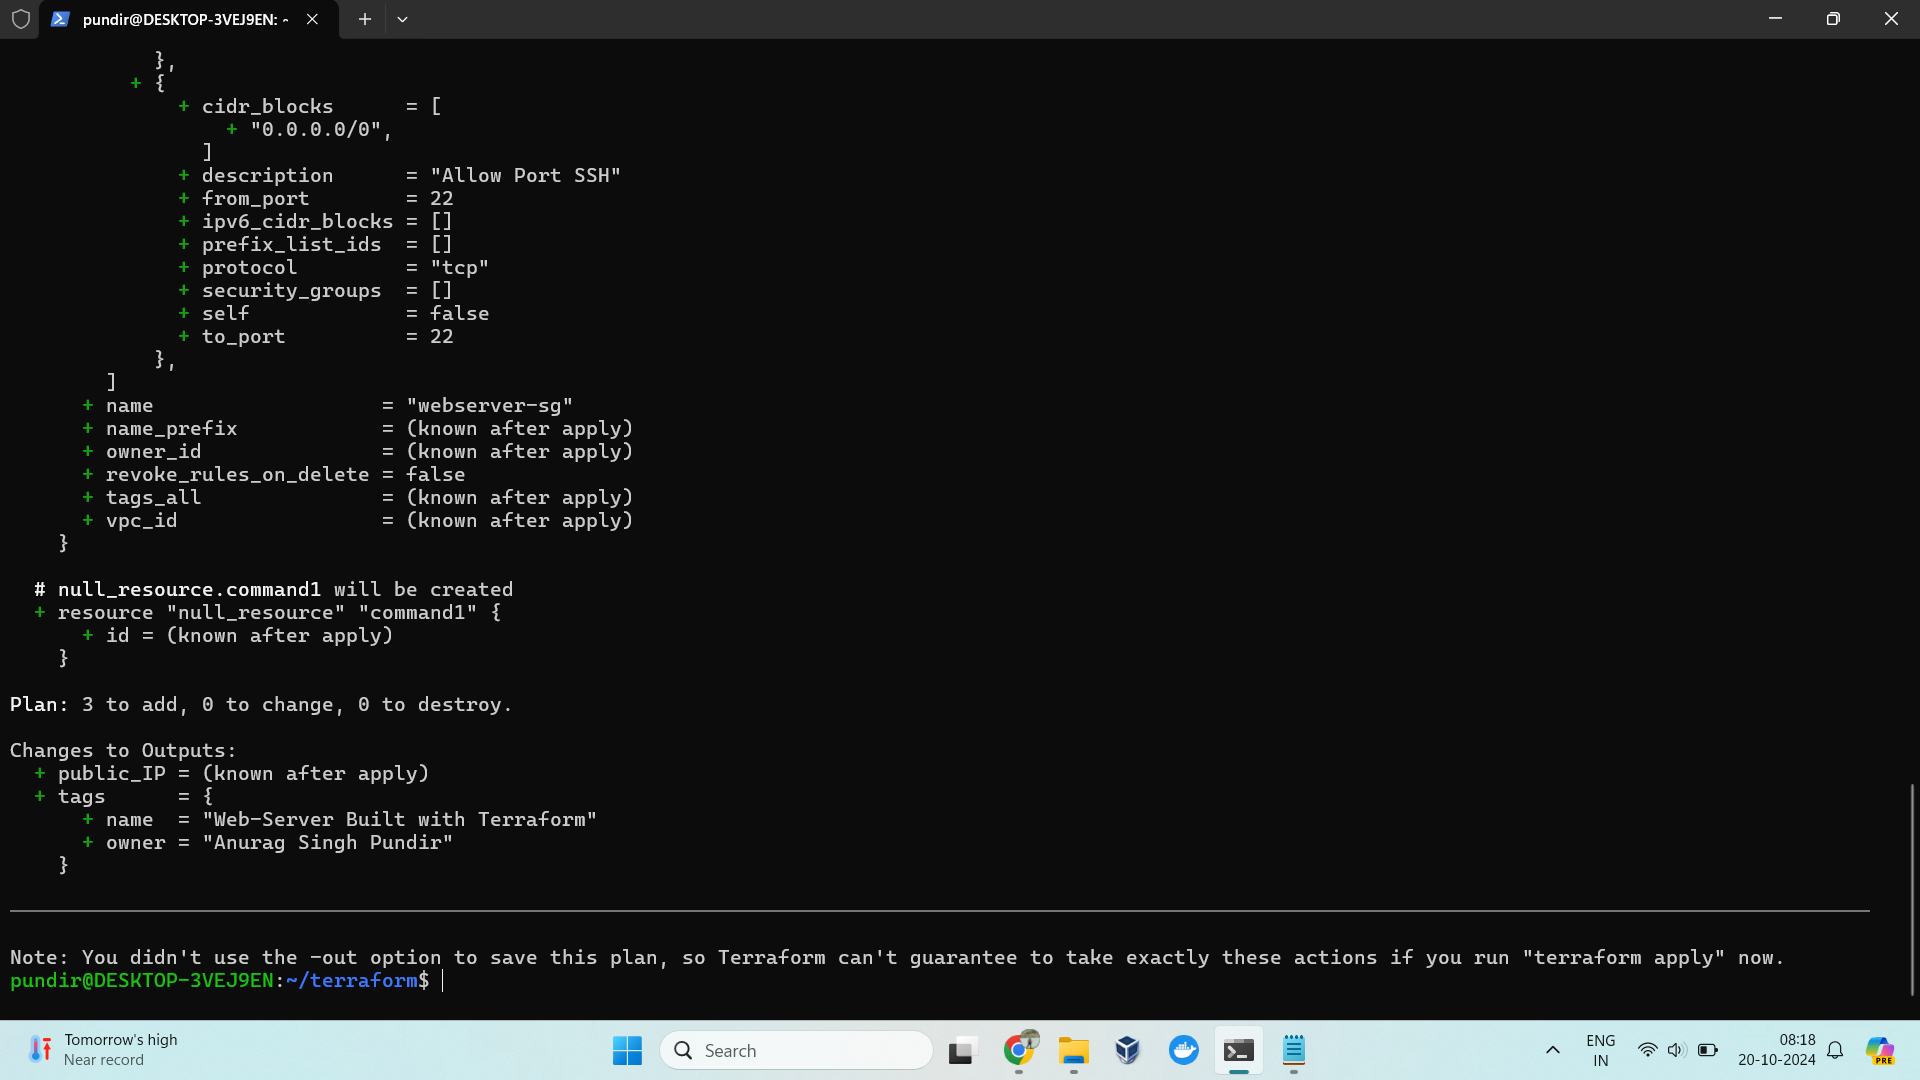 pundir@DESKTOP-3VEJ9EN: ~
},
+ {
+ cidr_blocks = [
+ "0.0.0.0/0",
]
+ description = "Allow Port SSH"
+ from_port = 22
+ ipv6_cidr_blocks = []
+ prefix_list_ids = []
+ protocol = "tcp"
+ security_groups = []
+ self = false
+ to_port = 22
},
]
+ name = "webserver-sg"
+ name_prefix = (known after apply)
+ owner_id = (known after apply)
+ revoke_rules_on_delete = false
+ tags_all = (known after apply)
+ vpc_id = (known after apply)
}
# null_resource.command1 will be created
+ resource "null_resource" "command1" {
+ id = (known after apply)
}
Plan: 3 to add, 0 to change, 0 to destroy.
Changes to Outputs:
+ public_IP = (known after apply)
+ tags = {
+ name = "Web-Server Built with Terraform"
+ owner = "Anurag Singh Pundir"
}
Note: You didn't use the -out option to save this plan, so Terraform can't guarantee to take exactly these actions if you run "terraform apply" now.
pundir@DESKTOP-3VEJ9EN:~/terraform$
Tomorrow's high
Near record
Search
ENG
IN
08:18
20-10-2024
PRE